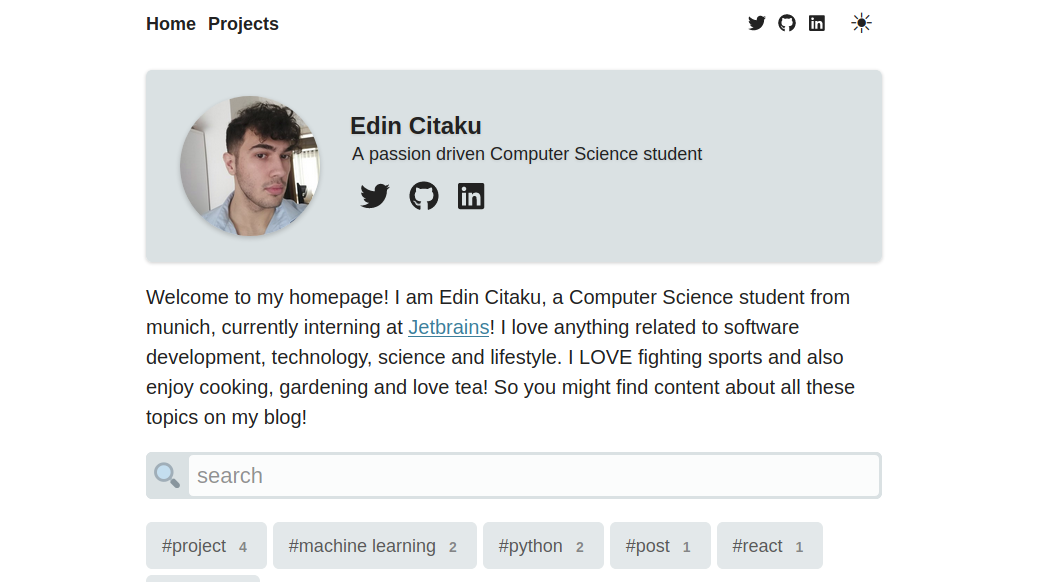 Home Projects
Edin Citaku
A passion driven Computer Science student
Welcome to my homepage! I am Edin Citaku, a Computer Science student from
munich, currently interning at Jetbrains! I love anything related to software
development, technology, science and lifestyle. I LOVE fighting sports and also
enjoy cooking, gardening and love tea! So you might find content about all these
topics on my blog!
search
#project 4 #machine learning 2 #python 2 #post 1 #react 1